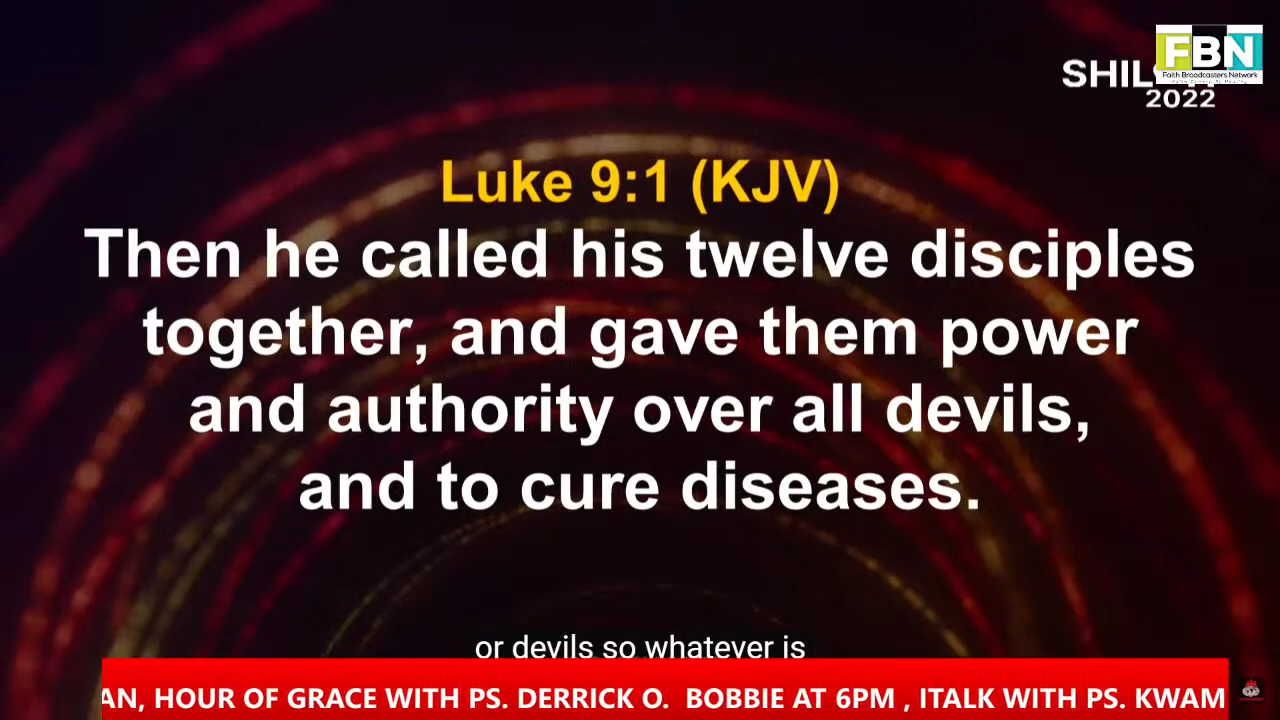 FBN
Faith Broadcasters Network
SHIL
2022
Luke 9:1 (KJV)
Then he called his twelve disciples
together, and gave them power
and authority over all devils,
and to cure diseases.
or devils so whatever is
AN, HOUR OF GRACE WITH PS. DERRICK O. BOBBIE AT 6PM , ITALK WITH PS. KWAM